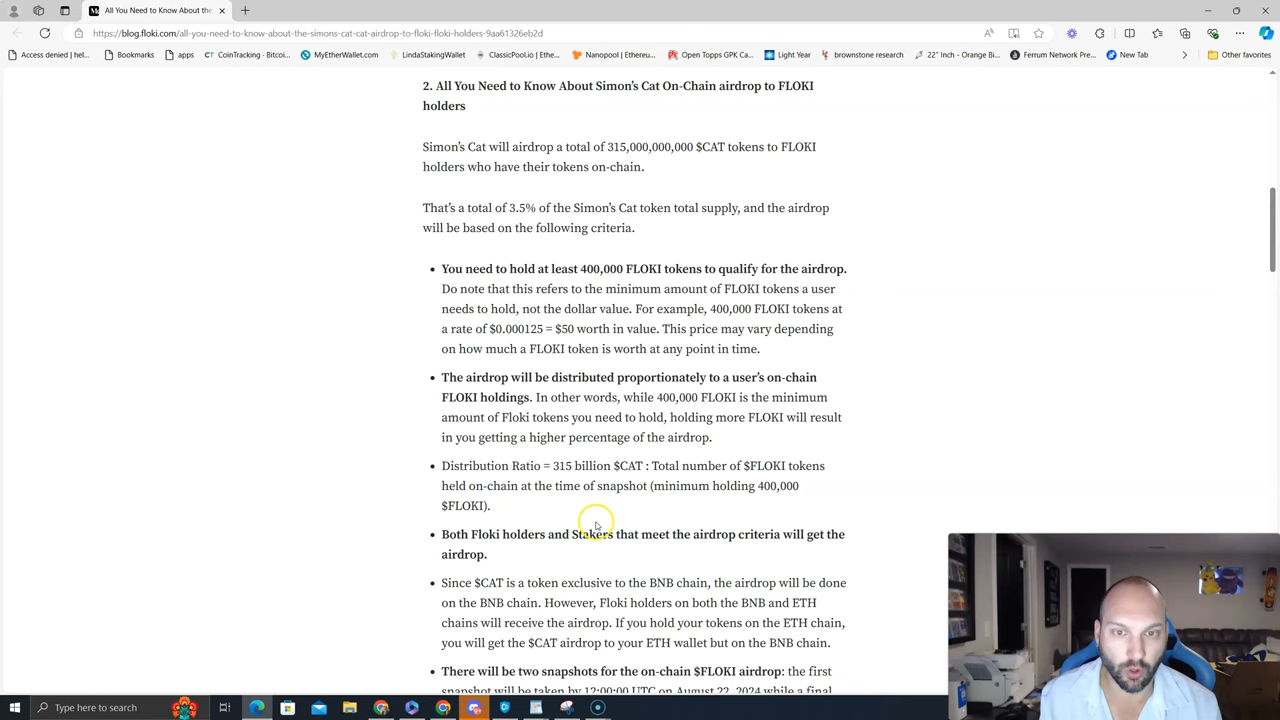 All You Need to Know About the
https://blog.floki.com/all-you-need-to-know-about-the-simons-cat-cat-airdrop-to-floki-floki-holders-9aa61326eb2d
Access denied | hel...
Bookmarks
apps
CoinTracking · Bitcoi...
MyEtherWallet.com
LindaStakingWallet
ClassicPool.io | Ethe...
Nanopool | Ethereu...
Open Topps GPK Ca...
Light Year
brownstone research
22" Inch - Orange Bi...
Ferrum Network | Pe...
New Tab
Other favorites
2. All You Need to Know About Simon's Cat On-Chain airdrop to FLOKI
holders
Simon's Cat will airdrop a total of 315,000,000,000 $CAT tokens to FLOKI
holders who have their tokens on-chain.
That's a total of 3.5% of the Simon's Cat token total supply, and the airdrop
will be based on the following criteria.
• You need to hold at least 400,000 FLOKI tokens to qualify for the airdrop.
Do note that this refers to the minimum amount of FLOKI tokens a user
needs to hold, not the dollar value. For example, 400,000 FLOKI tokens at
a rate of $0.000125 = $50 worth in value. This price may vary depending
on how much a FLOKI token is worth at any point in time.
• The airdrop will be distributed proportionately to a user's on-chain
FLOKI holdings. In other words, while 400,000 FLOKI is the minimum
amount of Floki tokens you need to hold, holding more FLOKI will result
in you getting a higher percentage of the airdrop.
• Distribution Ratio = 315 billion $CAT : Total number of $FLOKI tokens
held on-chain at the time of snapshot (minimum holding 400,000
$FLOKI).
• Both Floki holders and Stakers that meet the airdrop criteria will get the
airdrop.
• Since $CAT is a token exclusive to the BNB chain, the airdrop will be done
on the BNB chain. However, Floki holders on both the BNB and ETH
chains will receive the airdrop. If you hold your tokens on the ETH chain,
you will get the $CAT airdrop to your ETH wallet but on the BNB chain.
• There will be two snapshots for the on-chain $FLOKI airdrop: the first
snapshot will be taken by 12:00:00 UTC on August 22, 2024 while a final
Type here to search